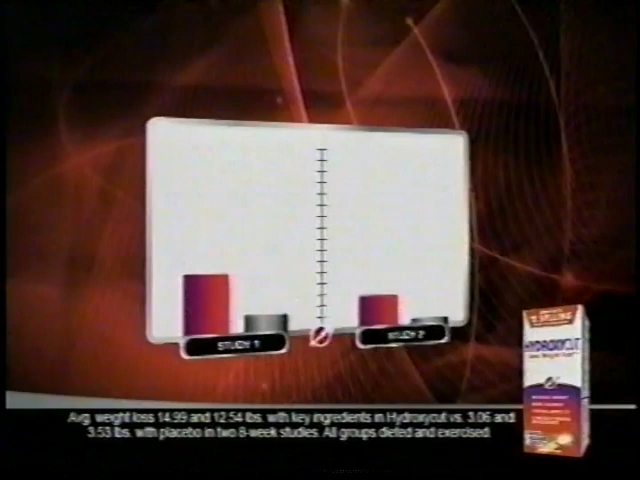 STUDY 1
STUDY 2
HYDROXYCUT
Avg. weight loss 14.99 and 12.54 lbs. with key ingredients in Hydroxycut vs. 3.06 and
3.53 lbs. with placebo in two 8-week studies. All groups dieted and exercised.